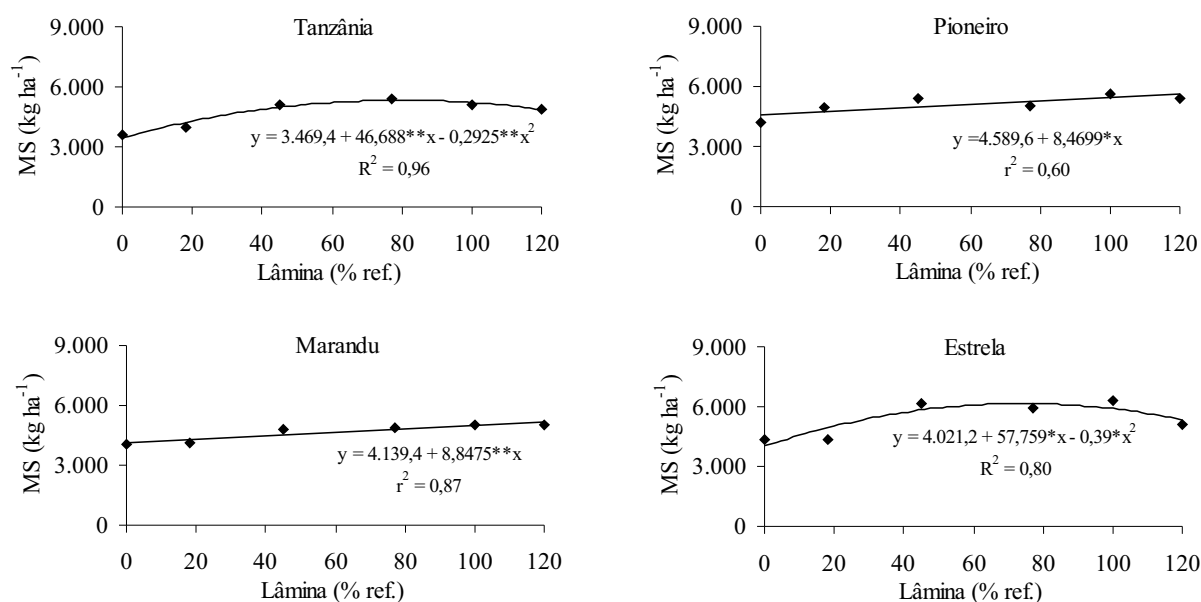 Tanzânia
9.000
6.000
3.000
0
MS (kg ha⁻¹)
y = 3.469,4 + 46,688**x - 0,2925**x²
R² = 0,96
0 20 40 60 80 100 120
Lâmina (% ref.)
Pioneiro
9.000
6.000
3.000
0
MS (kg ha⁻¹)
y =4.589,6 + 8,4699*x
r² = 0,60
0 20 40 60 80 100 120
Lâmina (% ref.)
Marandu
9.000
6.000
3.000
0
MS (kg ha⁻¹)
y = 4.139,4 + 8,8475**x
r² = 0,87
0 20 40 60 80 100 120
Lâmina (% ref.)
Estrela
9.000
6.000
3.000
0
MS (kg ha⁻¹)
y = 4.021,2 + 57,759*x - 0,39*x²
R² = 0,80
0 20 40 60 80 100 120
Lâmina (% ref.)